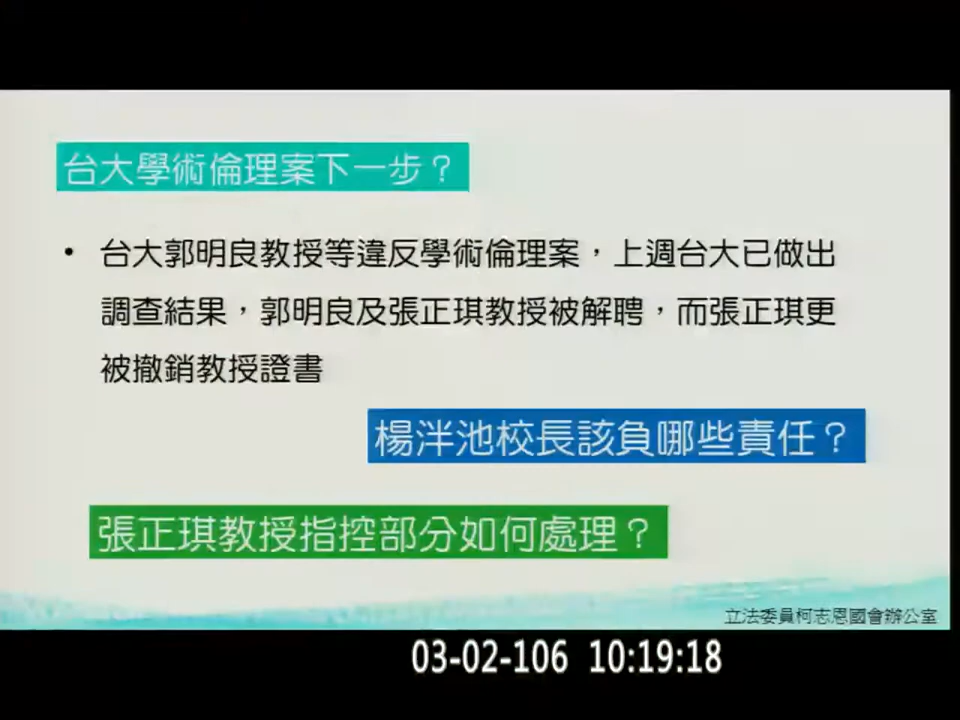 台大學術倫理案下一步？
• 台大郭明良教授等違反學術倫理案，上週台大已做出
調查結果，郭明良及張正琪教授被解聘，而張正琪更
被撤銷教授證書
楊泮池校長該負哪些責任？
張正琪教授指控部分如何處理？
立法委員柯志恩國會辦公室
03-02-106 10:19:18